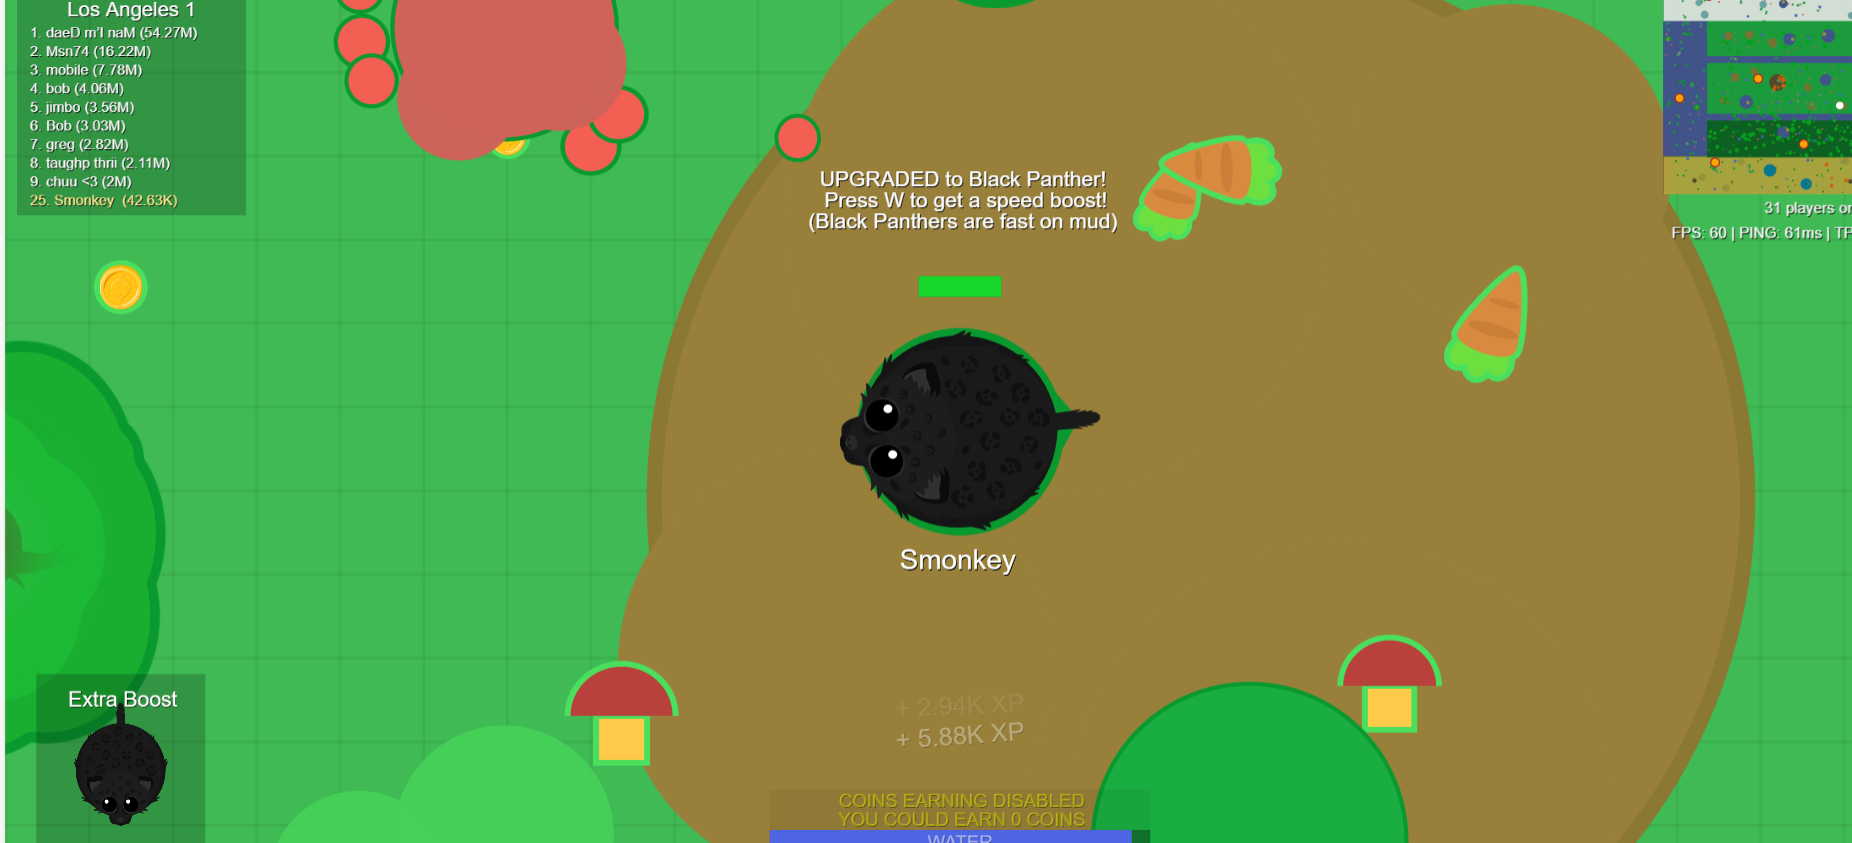 Los Angeles 1
1. daeD m'I naM (54.27M)
2. Msn74 (16.22M)
3. mobile (7.78M)
4. bob (4.06M)
5. jimbo (3.56M)
6. Bob (3.03M)
7. greg (2.82M)
8. taughp thrii (2.11M)
9. chuu <3 (2M)
25. Smonkey (42.63K)
31 players
FPS: 60 | PING: 61ms |
UPGRADED to Black Panther!
Press W to get a speed boost!
(Black Panthers are fast on mud)
Smonkey
Extra Boost
+ 2.94K XP
+ 5.88K XP
COINS EARNING DISABLED
YOU COULD EARN 0 COINS
WATER